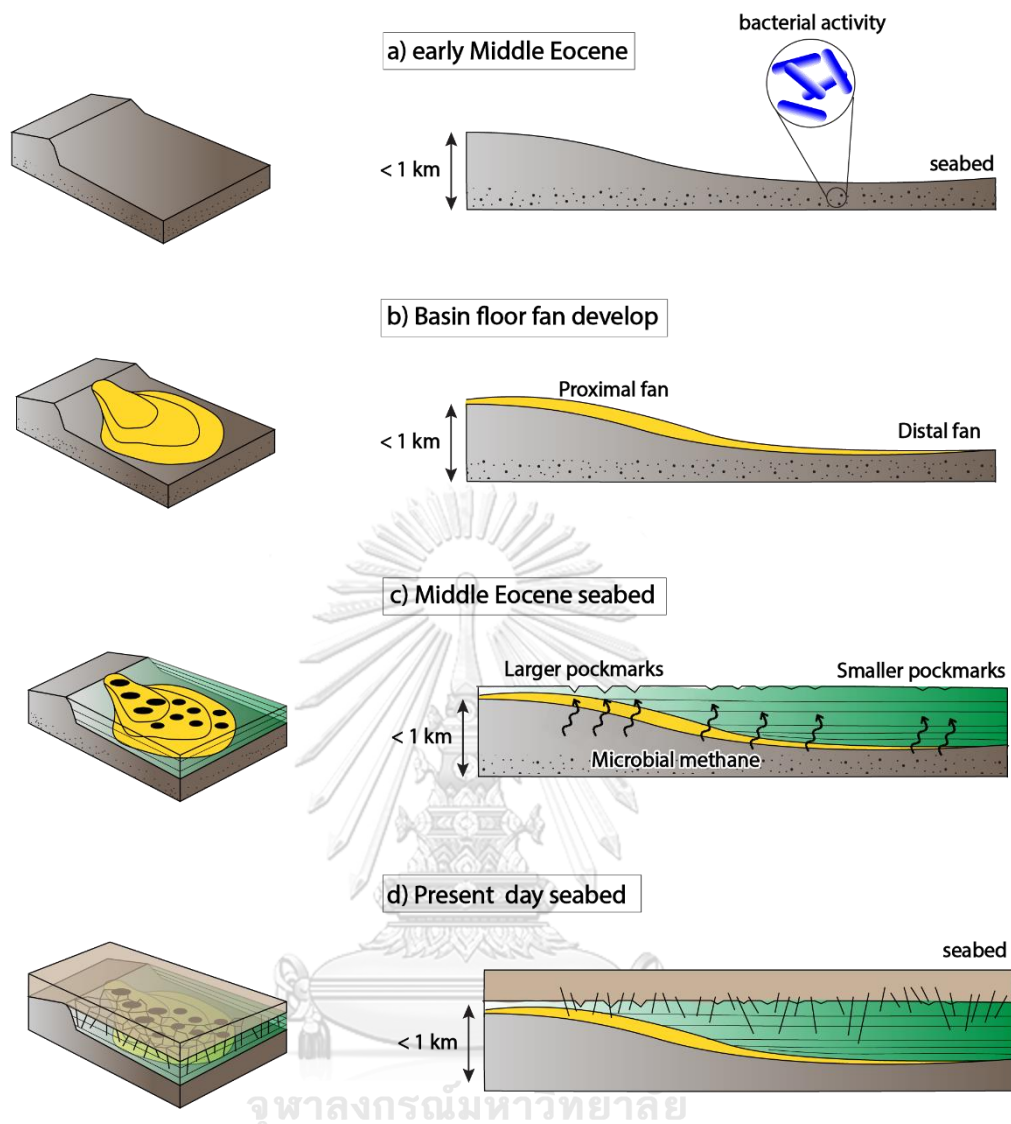 bacterial activity
a) early Middle Eocene
< 1 km
seabed
b) Basin floor fan develop
Proximal fan
< 1 km
Distal fan
c) Middle Eocene seabed
Larger pockmarks
Smaller pockmarks
< 1 km
Microbial methane
d) Present day seabed
seabed
< 1 km
จุฬาลงกรณ์มหาวิทยาลัย